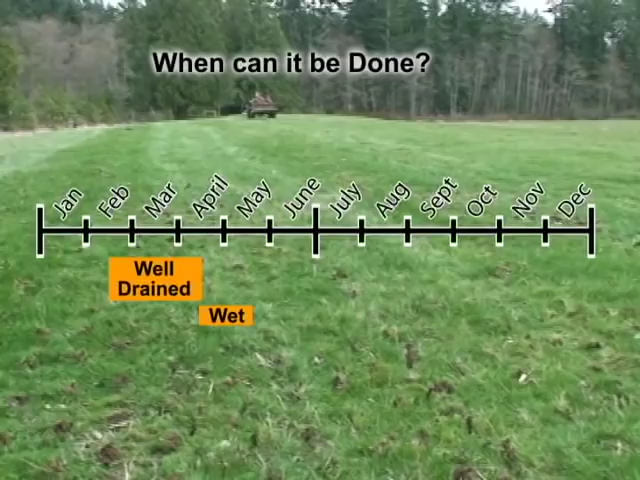 When can it be Done?
Jan Feb Mar April May June July Aug Sept Oct Nov Dec
Well
Drained
Wet